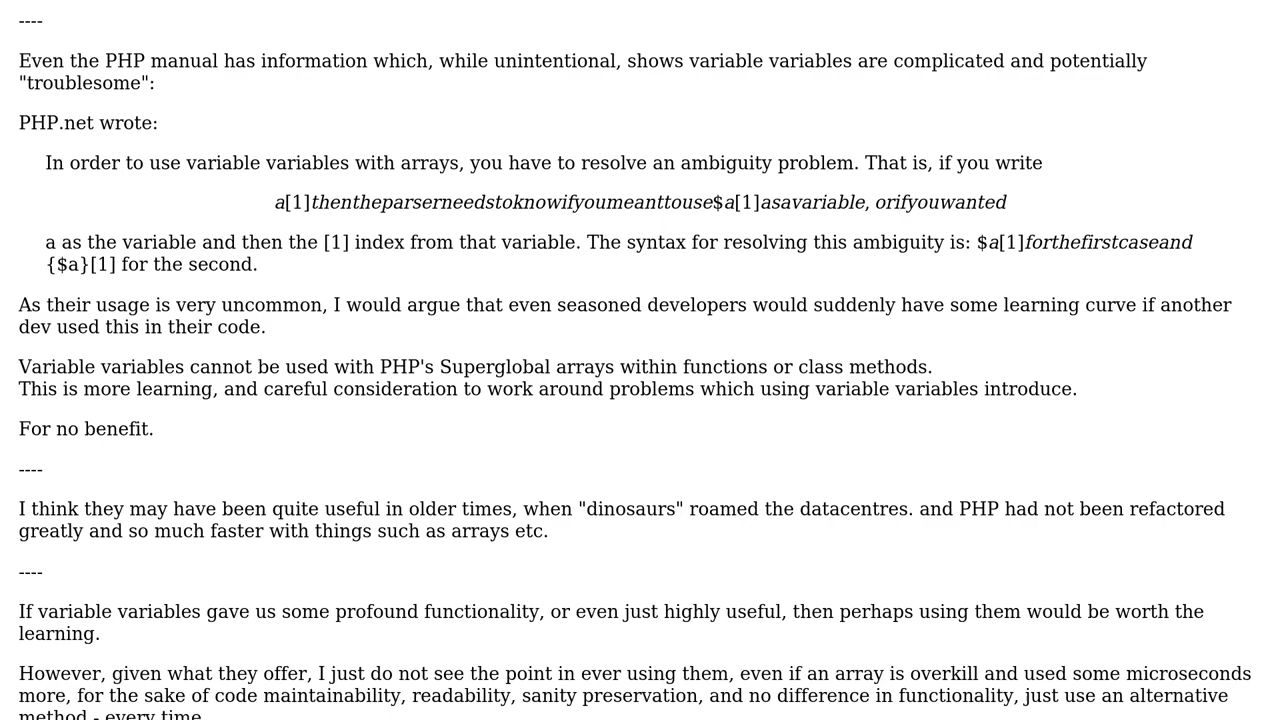 ----
Even the PHP manual has information which, while unintentional, shows variable variables are complicated and potentially
"troublesome":
PHP.net wrote:
In order to use variable variables with arrays, you have to resolve an ambiguity problem. That is, if you write
a[1]thentheparserneedstoknowifyoumeanttouse$a[1]asavariable, orifyouwanted
a as the variable and then the [1] index from that variable. The syntax for resolving this ambiguity is: $a[1]forthefirstcaseand
{$a}[1] for the second.
As their usage is very uncommon, I would argue that even seasoned developers would suddenly have some learning curve if another
dev used this in their code.
Variable variables cannot be used with PHP's Superglobal arrays within functions or class methods.
This is more learning, and careful consideration to work around problems which using variable variables introduce.
For no benefit.
----
I think they may have been quite useful in older times, when "dinosaurs" roamed the datacentres. and PHP had not been refactored
greatly and so much faster with things such as arrays etc.
----
If variable variables gave us some profound functionality, or even just highly useful, then perhaps using them would be worth the
learning.
However, given what they offer, I just do not see the point in ever using them, even if an array is overkill and used some microseconds
more, for the sake of code maintainability, readability, sanity preservation, and no difference in functionality, just use an alternative
method - every time